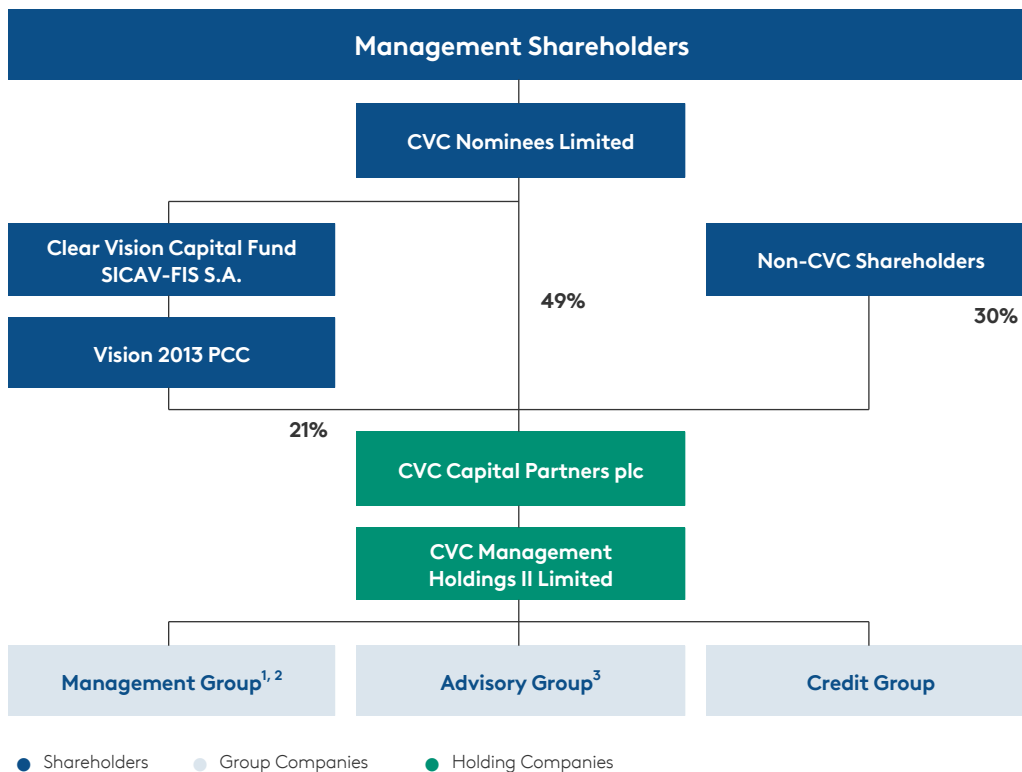 Management Shareholders
CVC Nominees Limited
Clear Vision Capital Fund
SICAV-FIS S.A.
Non-CVC Shareholders
49%
30%
Vision 2013 PCC
21%
CVC Capital Partners plc
CVC Management
Holdings II Limited
Management Group1, 2
Advisory Group3
Credit Group
Shareholders
Group Companies
Holding Companies